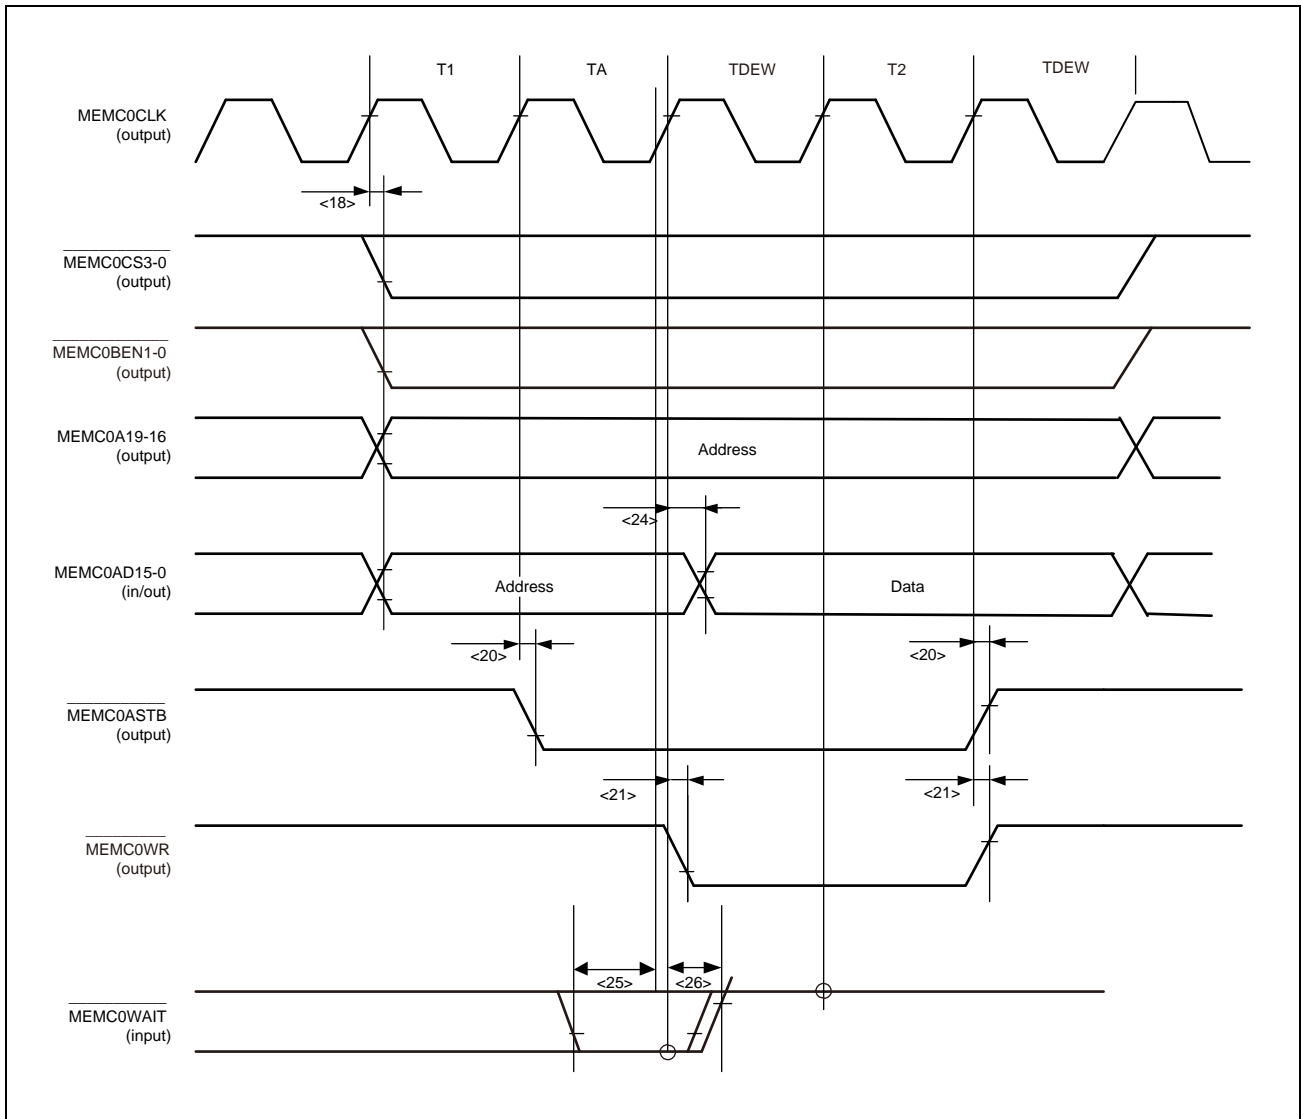 T1
TA
TDEW
T2
TDEW
MEMC0CLK
(output)
<18>
MEMC0CS3-0
(output)
MEMC0BEN1-0
(output)
MEMC0A19-16
(output)
Address
<24>
MEMC0AD15-0
(in/out)
Address
Data
<20>
<20>
MEMC0ASTB
(output)
<21>
<21>
MEMC0WR
(output)
<25>
<26>
MEMC0WAIT
(input)